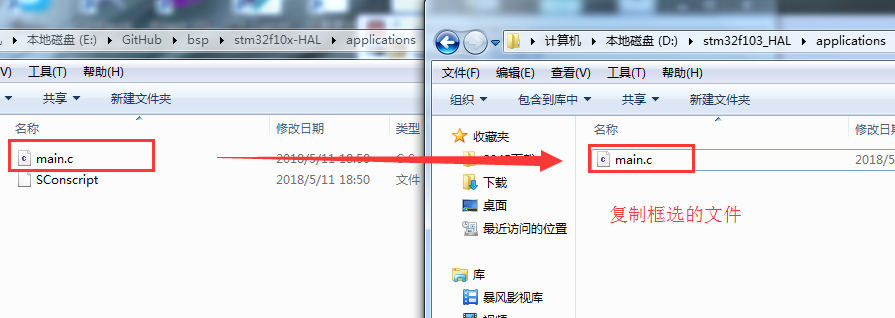 本地磁盘 (E:) ▸ GitHub ▸ bsp ▸ stm32f10x-HAL ▸ applications
V) 工具(T) 帮助(H)
共享 新建文件夹
名称 修改日期 类型
main.c 2018/5/11 18:50
SConscript 2018/5/11 18:50 文件
计算机 ▸ 本地磁盘 (D:) ▸ stm32f103_HAL ▸ applications
文件(F) 编辑(E) 查看(V) 工具(T) 帮助(H)
组织 包含到库中 共享 新建文件夹
收藏夹
下载
桌面
最近访问的位置
库
暴风影视库
名称 修改日期
main.c 2018/5
复制框选的文件